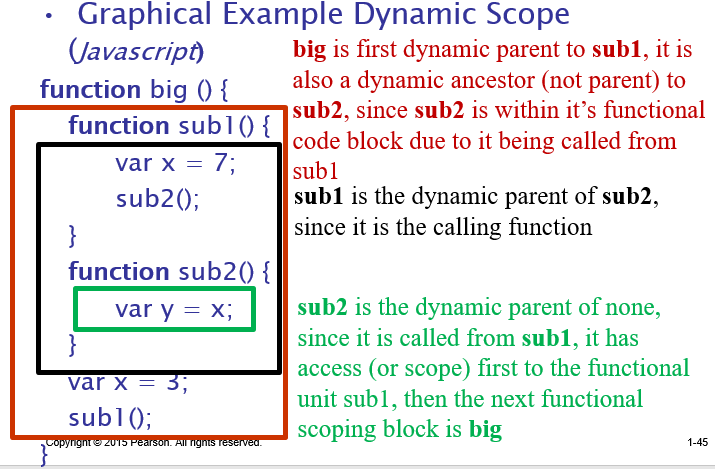 • Graphical Example Dynamic Scope
(Javascript)
function big () {
function sub1() {
var x = 7;
sub2();
}
function sub2() {
var y = x;
}
var x = 3;
sub1();
}
big is first dynamic parent to sub1, it is
also a dynamic ancestor (not parent) to
sub2, since sub2 is within it’s functional
code block due to it being called from
sub1
sub1 is the dynamic parent of sub2,
since it is the calling function
sub2 is the dynamic parent of none,
since it is called from sub1, it has
access (or scope) first to the functional
unit sub1, then the next functional
scoping block is big
Copyright © 2015 Pearson. All rights reserved.
1-45